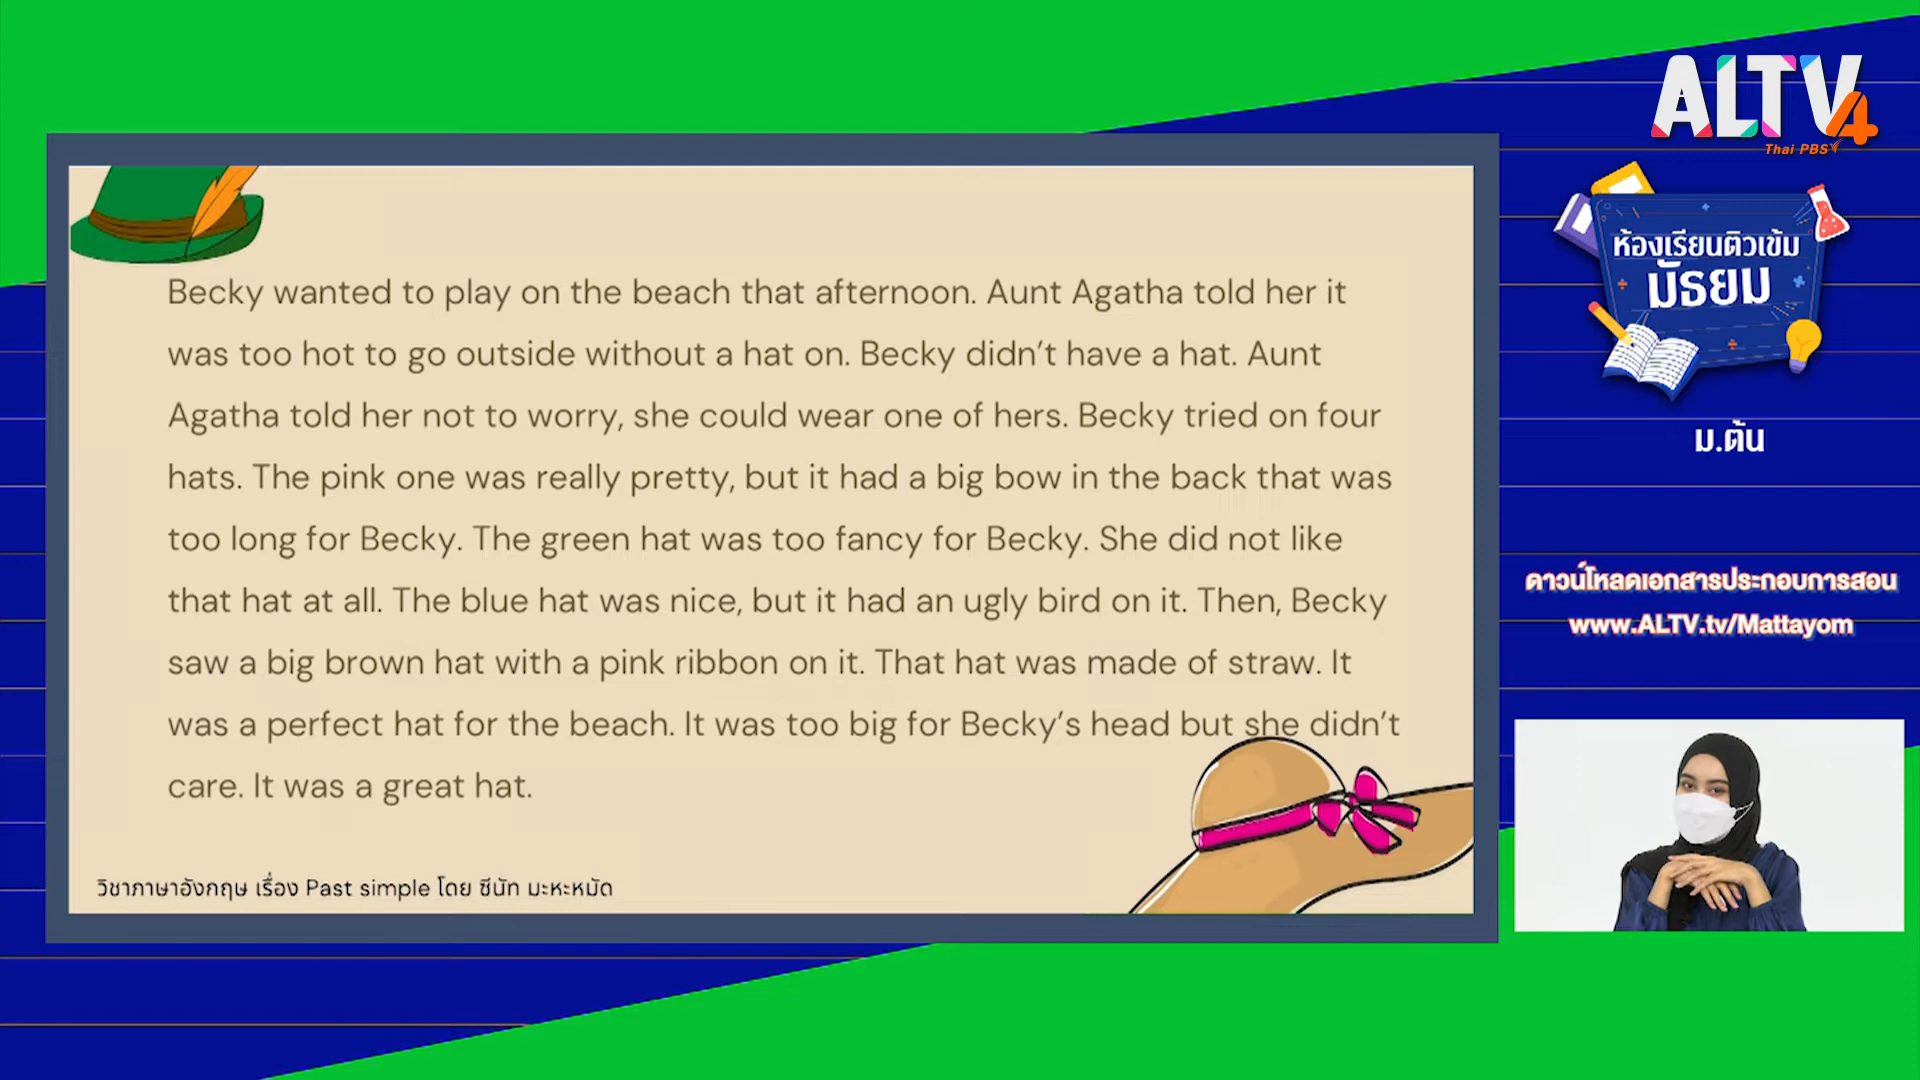 ALTV4
Thai PBS
ห้องเรียนติวเข้ม
มัธยม
ม.ต้น
Becky wanted to play on the beach that afternoon. Aunt Agatha told her it
was too hot to go outside without a hat on. Becky didn’t have a hat. Aunt
Agatha told her not to worry, she could wear one of hers. Becky tried on four
hats. The pink one was really pretty, but it had a big bow in the back that was
too long for Becky. The green hat was too fancy for Becky. She did not like
that hat at all. The blue hat was nice, but it had an ugly bird on it. Then, Becky
saw a big brown hat with a pink ribbon on it. That hat was made of straw. It
was a perfect hat for the beach. It was too big for Becky’s head but she didn’t
care. It was a great hat.
วิชาภาษาอังกฤษ เรื่อง Past simple โดย ซีนัท มะหะหมัด
ดาวน์โหลดเอกสารประกอบการสอน
www.ALTV.tv/Mattayom